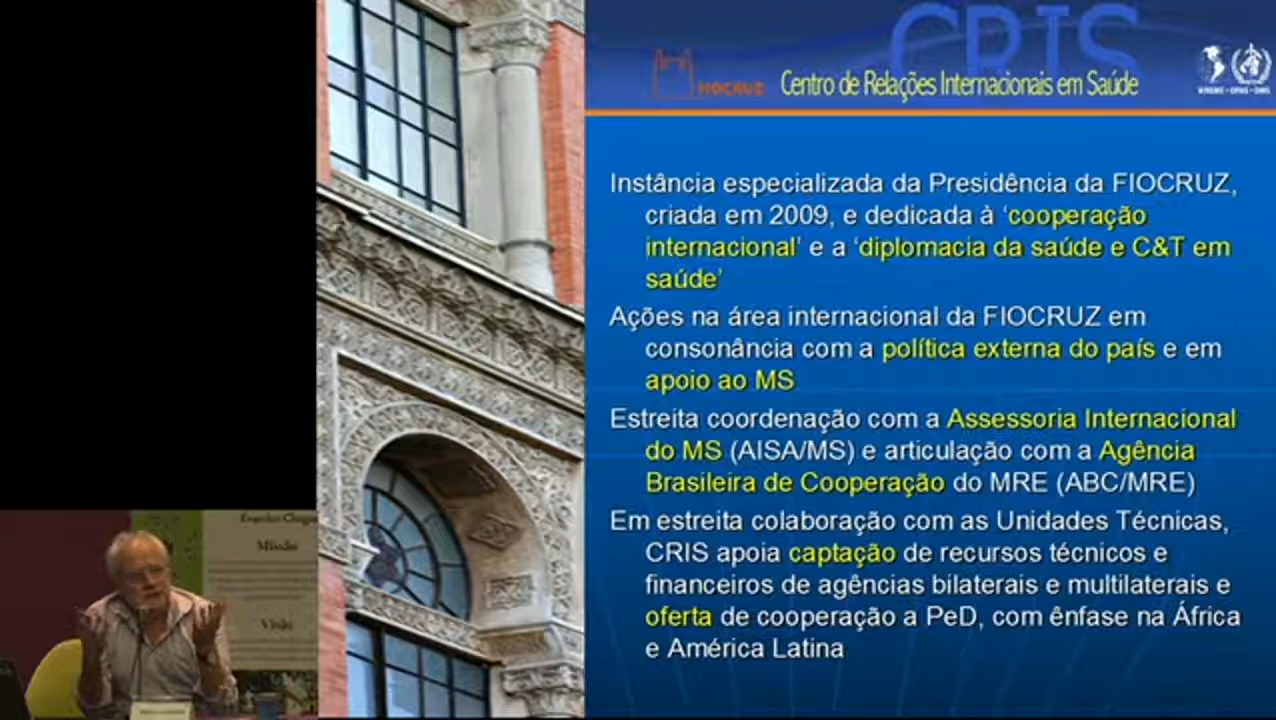 CRIS
FIOCRUZ
Centro de Relações Internacionais em Saúde
Instância especializada da Presidência da FIOCRUZ,
criada em 2009, e dedicada à ‘cooperação
internacional’ e a ‘diplomacia da saúde e C&T em
saúde’
Ações na área internacional da FIOCRUZ em
consonância com a política externa do país e em
apoio ao MS
Estreita coordenação com a Assessoria Internacional
do MS (AISA/MS) e articulação com a Agência
Brasileira de Cooperação do MRE (ABC/MRE)
Em estreita colaboração com as Unidades Técnicas,
CRIS apoia captação de recursos técnicos e
financeiros de agências bilaterais e multilaterais e
oferta de cooperação a PeD, com ênfase na África
e América Latina
Missão
Visão